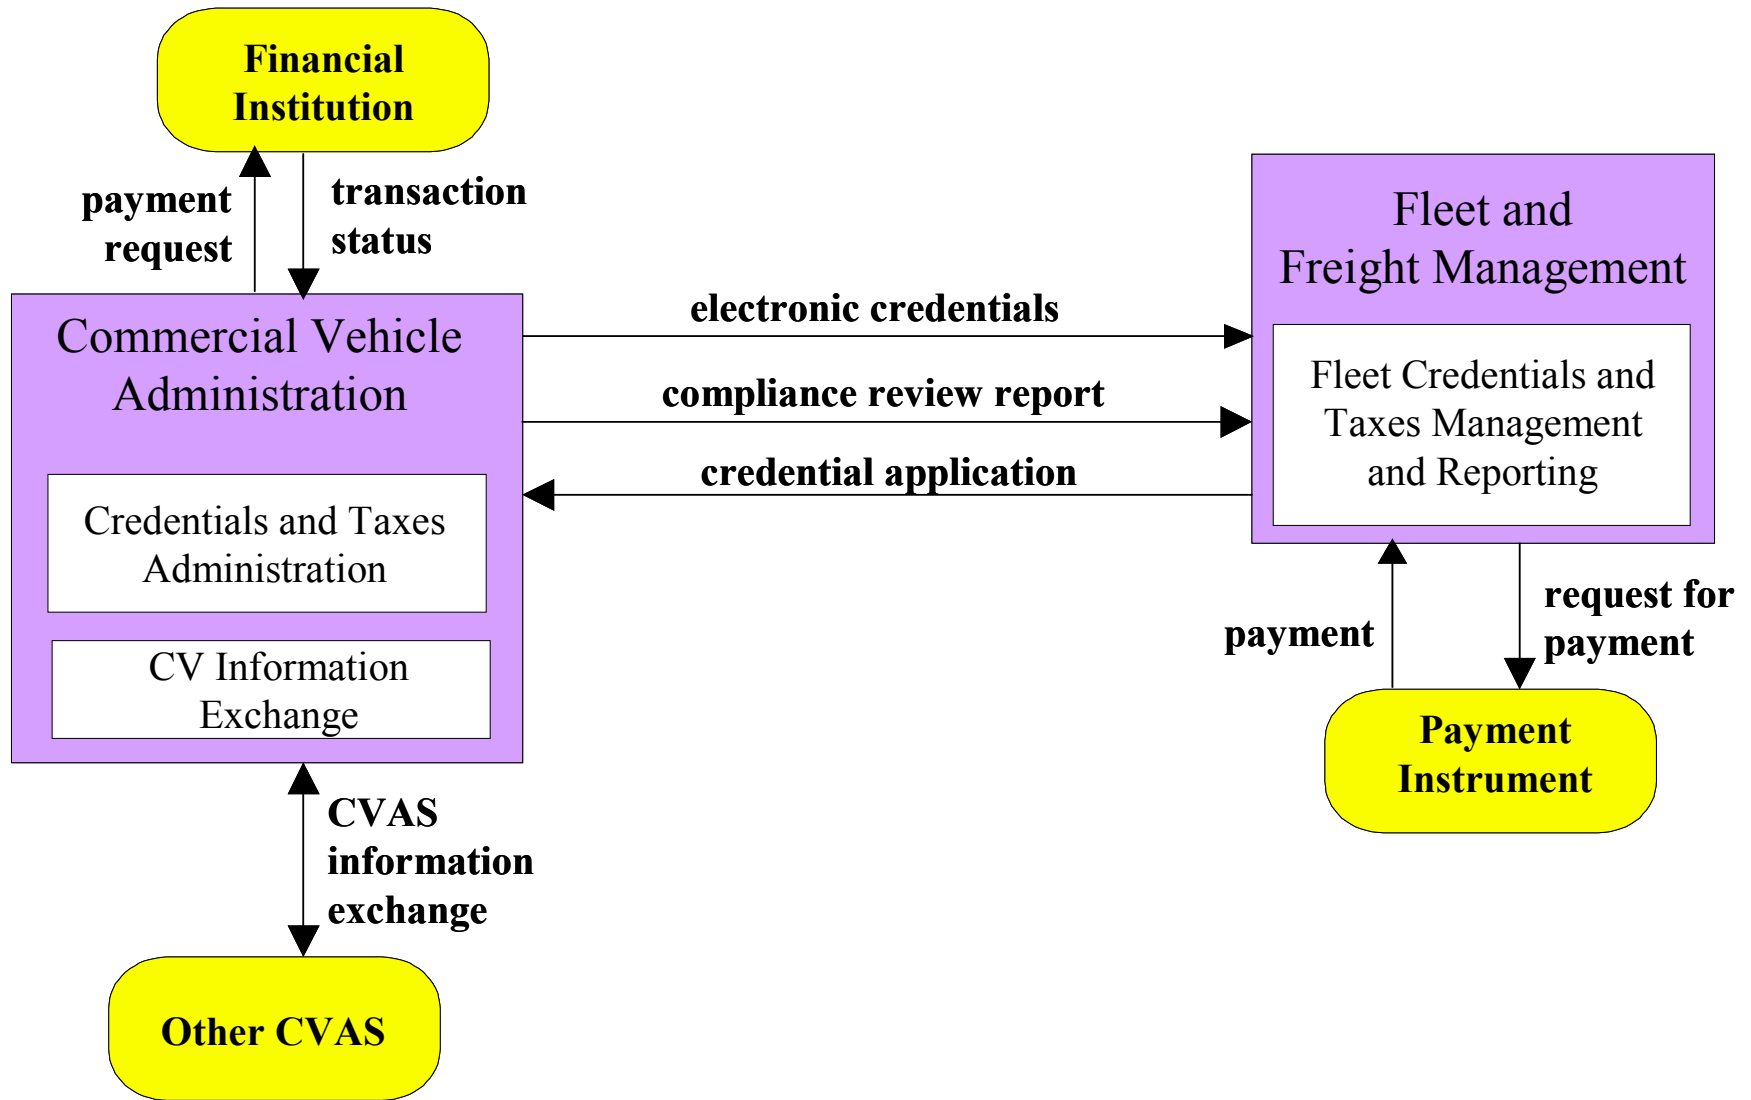 Financial
Institution
payment
request
transaction
status
Commercial Vehicle
Administration
Credentials and Taxes
Administration
CV Information
Exchange
electronic credentials
compliance review report
credential application
Fleet and
Freight Management
Fleet Credentials and
Taxes Management
and Reporting
payment
request for
payment
Payment
Instrument
CVAS
information
exchange
Other CVAS